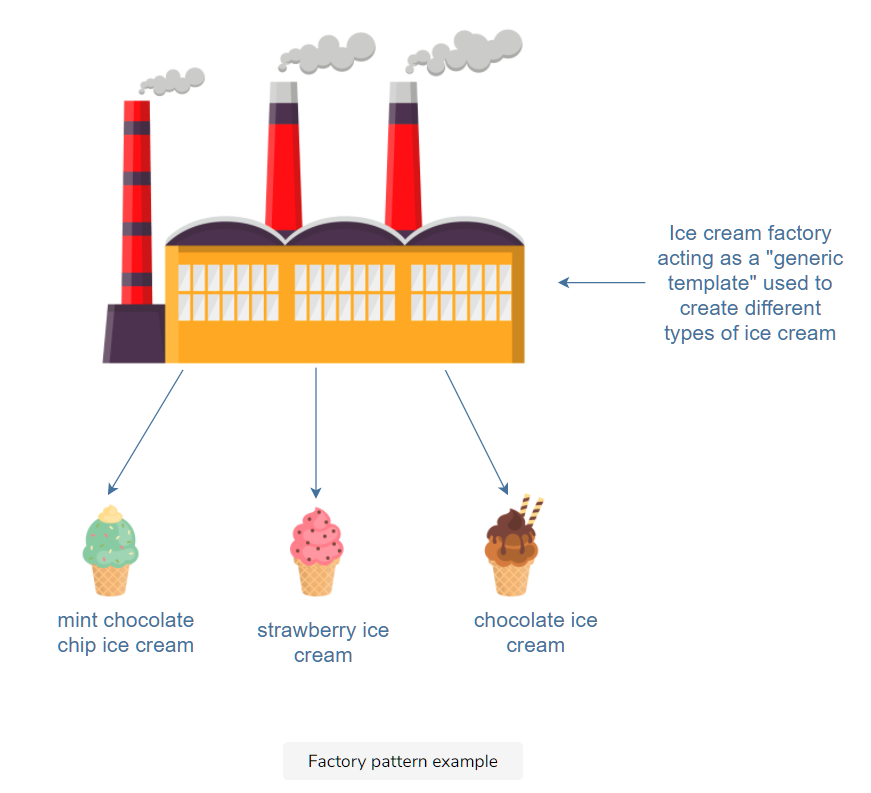 Ice cream factory
acting as a "generic
template" used to
create different
types of ice cream
mint chocolate
chip ice cream
strawberry ice
cream
chocolate ice
cream
Factory pattern example